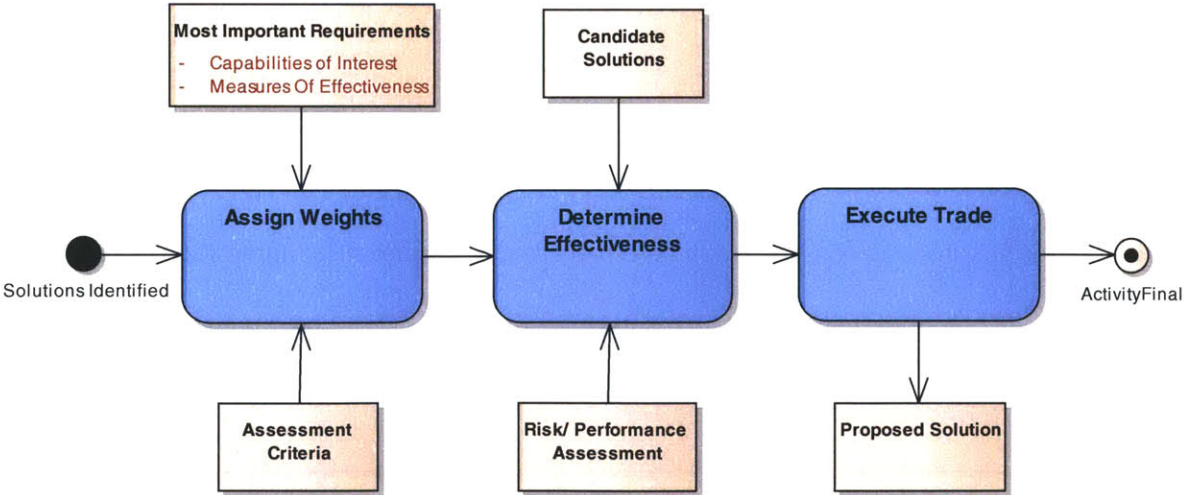 Most Important Requirements
- Capabilities of Interest
- Measures Of Effectiveness
Candidate
Solutions
Assign Weights
Determine
Effectiveness
Execute Trade
Solutions Identified
ActivityFinal
Assessment
Criteria
Risk/ Performance
Assessment
Proposed Solution